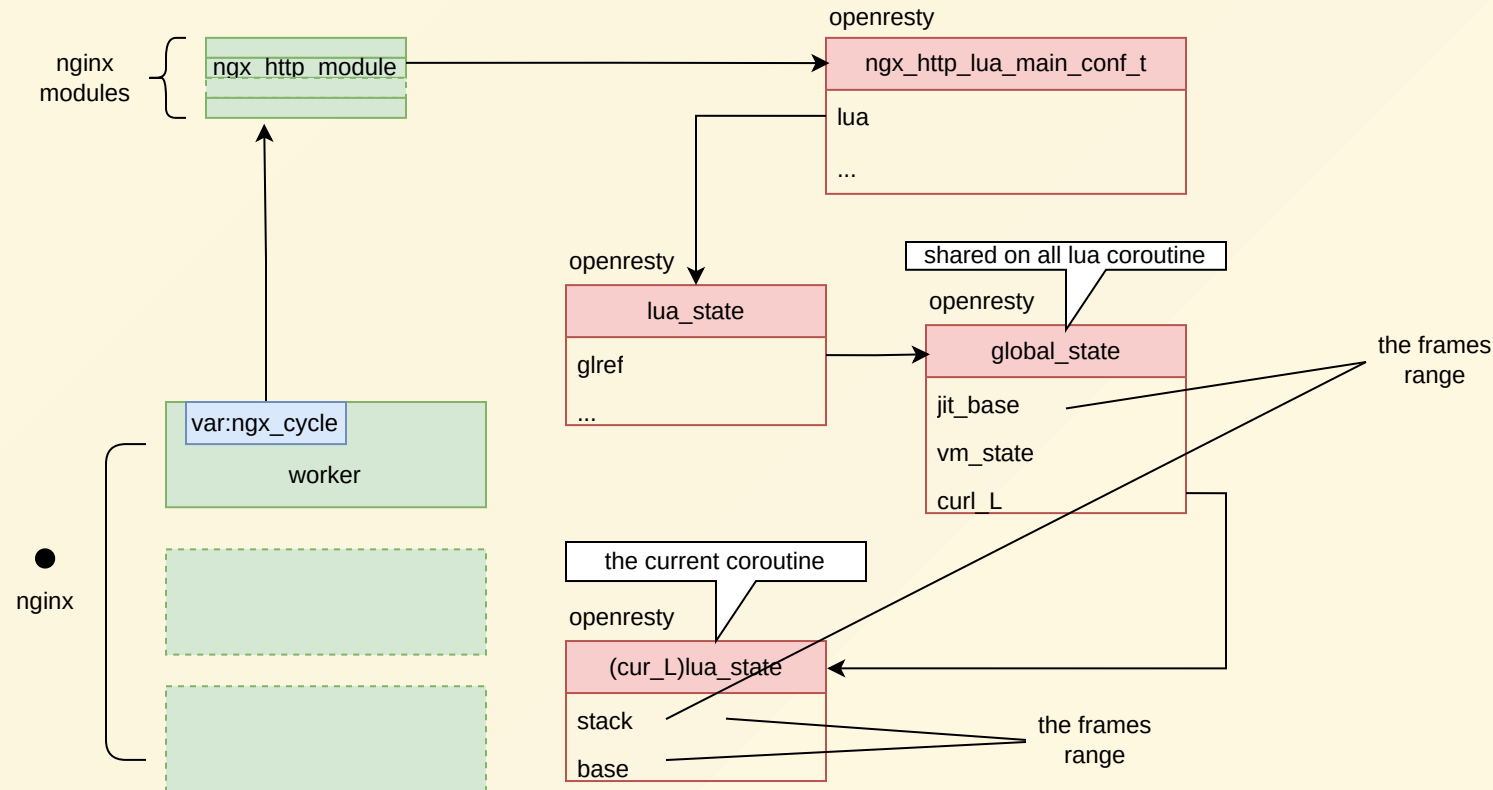 openresty
nginx
modules
ngx_http_module
ngx_http_lua_main_conf_t
lua
...
openresty
lua_state
glref
...
shared on all lua coroutine
openresty
global_state
jit_base
vm_state
curl_L
the frames
range
var:ngx_cycle
worker
nginx
the current coroutine
openresty
(cur_L)lua_state
stack
base
the frames
range